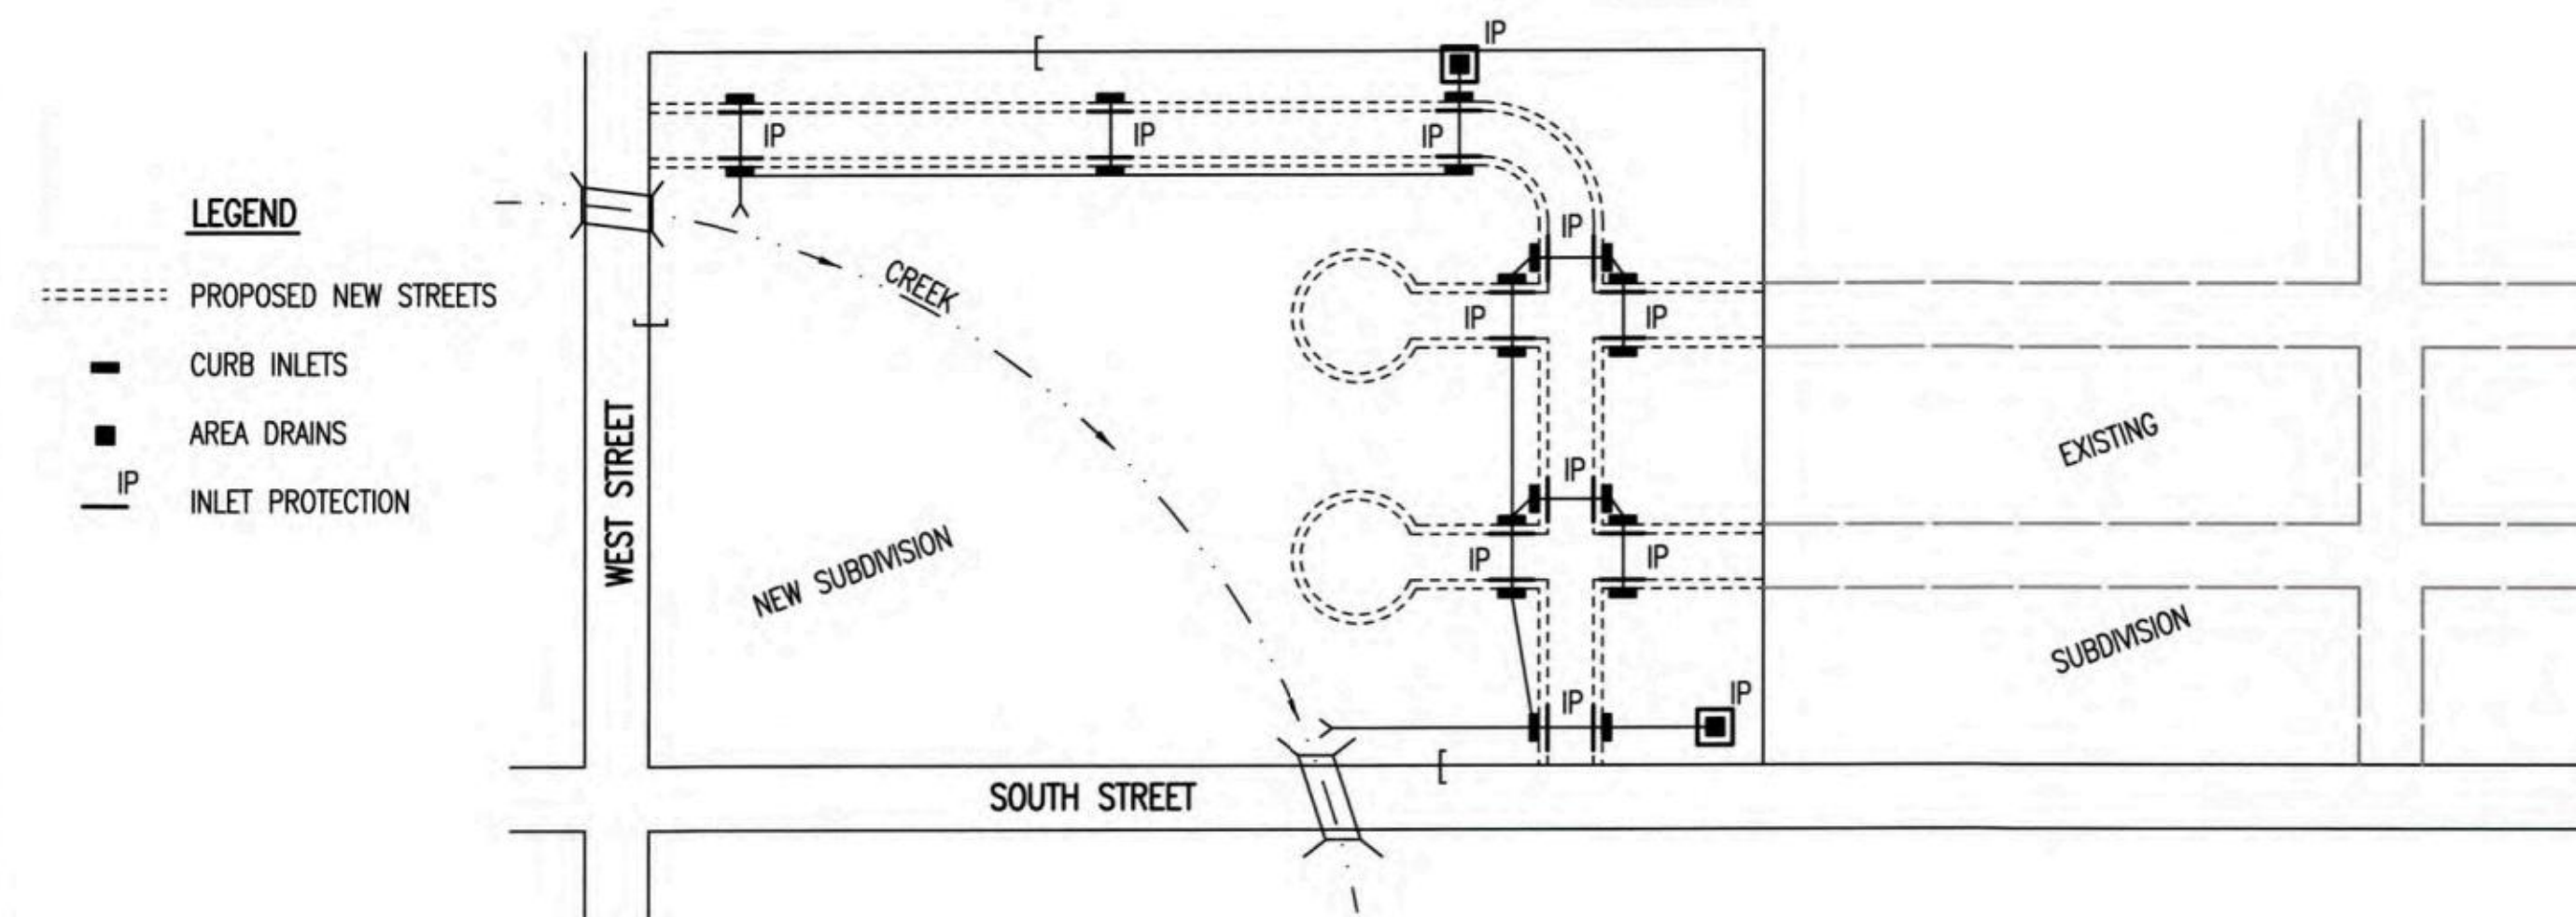 IP
IP
IP
IP
LEGEND
PROPOSED NEW STREETS
CURB INLETS
AREA DRAINS
IP
INLET PROTECTION
WEST STREET
CREEK
NEW SUBDIVISION
IP
IP
IP
IP
IP
IP
IP
IP
EXISTING
SUBDIVISION
SOUTH STREET